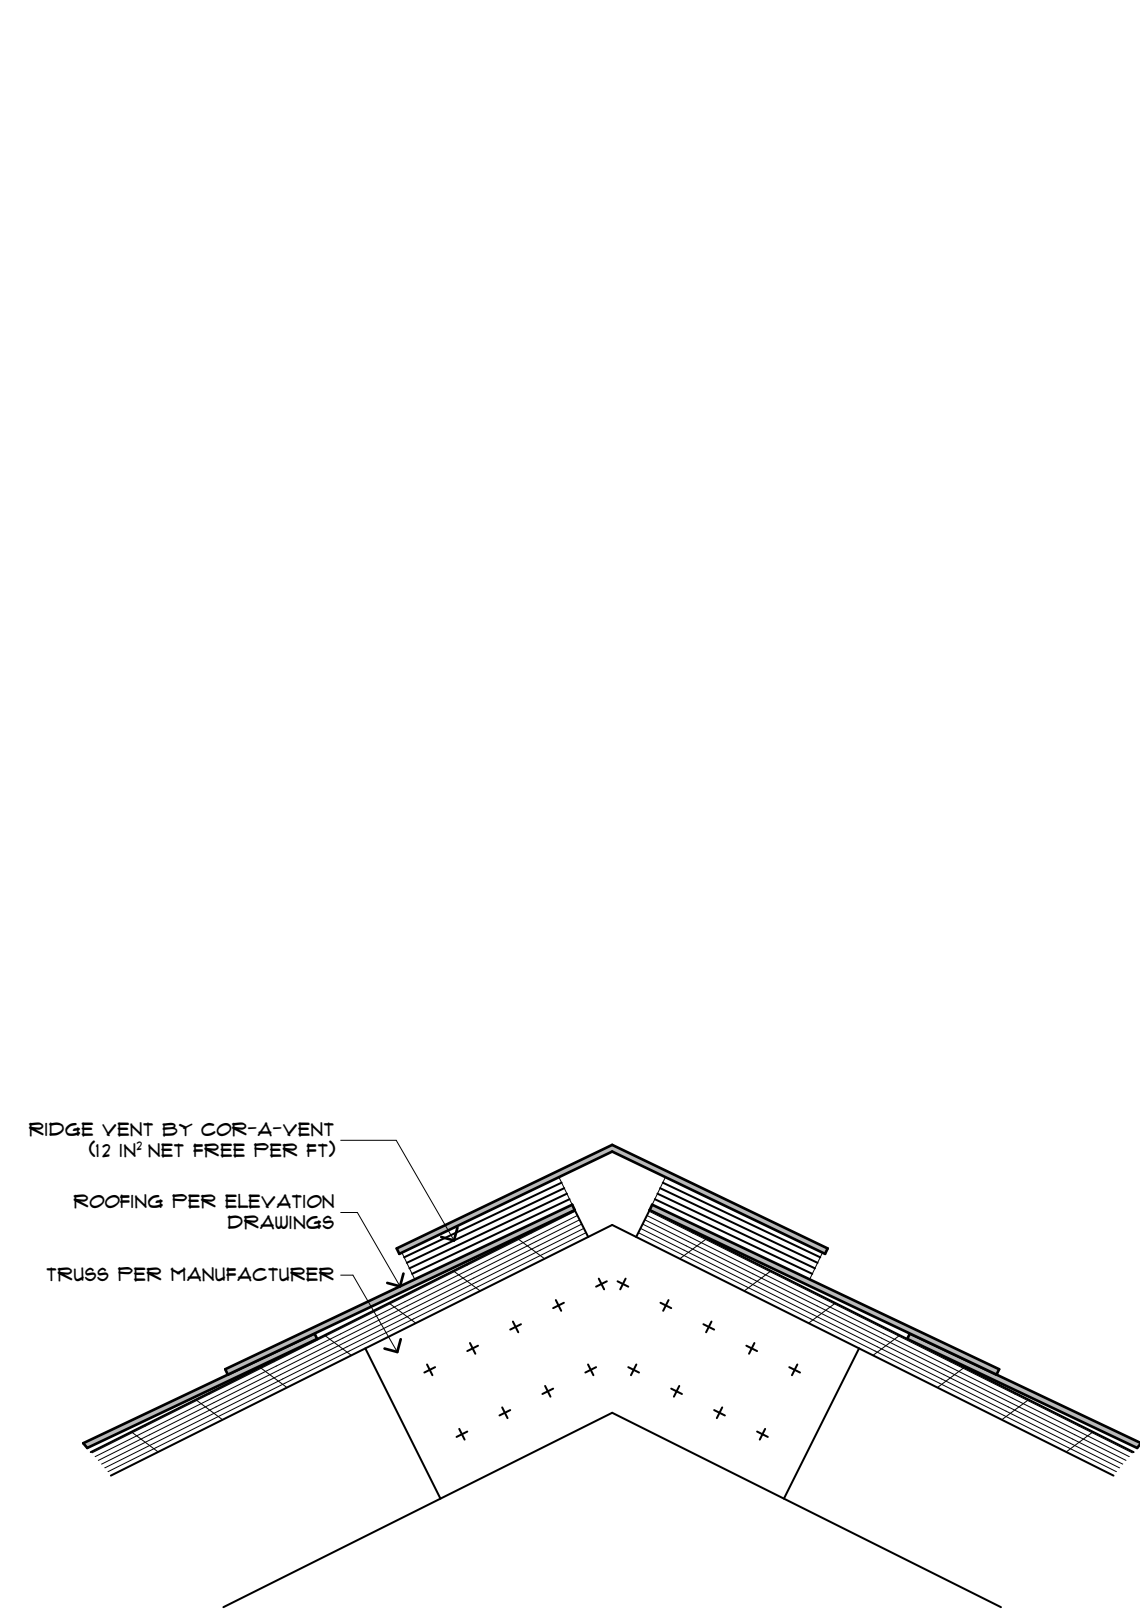 RIDGE VENT BY COR-A-VENT
(12 IN² NET FREE PER FT)
ROOFING PER ELEVATION
DRAWINGS
TRUSS PER MANUFACTURER